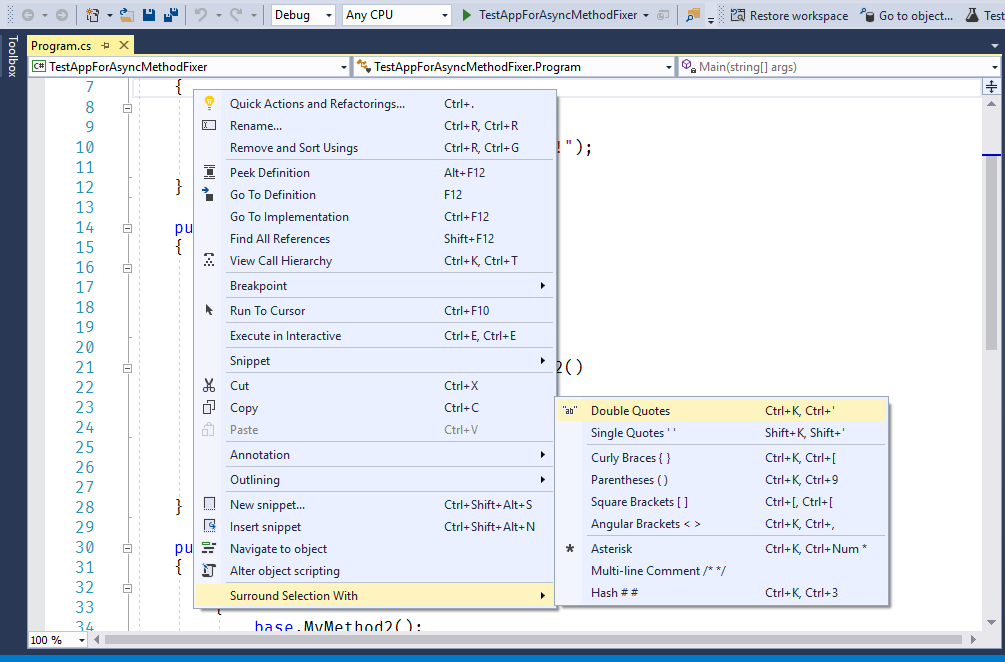 Debug Any CPU TestAppForAsyncMethodFixer Restore workspace Go to object... Test
Toolbox
Program.cs
C# TestAppForAsyncMethodFixer TestAppForAsyncMethodFixer.Program Main(string[] args)
7 {
8
9
10 !");
11
12 }
13
14 pu
15 {
16
17
18
19
20
21 2()
22
23
24
25
26
27
28 }
29
30 pu
31 {
32
33 {
34 base.MyMethod2();
Quick Actions and Refactorings... Ctrl+.
Rename... Ctrl+R, Ctrl+R
Remove and Sort Usings Ctrl+R, Ctrl+G
Peek Definition Alt+F12
Go To Definition F12
Go To Implementation Ctrl+F12
Find All References Shift+F12
View Call Hierarchy Ctrl+K, Ctrl+T
Breakpoint
Run To Cursor Ctrl+F10
Execute in Interactive Ctrl+E, Ctrl+E
Snippet
Cut Ctrl+X
Copy Ctrl+C
Paste Ctrl+V
Annotation
Outlining
New snippet... Ctrl+Shift+Alt+S
Insert snippet Ctrl+Shift+Alt+N
Navigate to object
Alter object scripting
Surround Selection With
"ab" Double Quotes Ctrl+K, Ctrl+'
Single Quotes ' ' Shift+K, Shift+'
Curly Braces { } Ctrl+K, Ctrl+[
Parentheses ( ) Ctrl+K, Ctrl+9
Square Brackets [ ] Ctrl+[, Ctrl+[
Angular Brackets < > Ctrl+K, Ctrl+,
* Asterisk Ctrl+K, Ctrl+Num *
Multi-line Comment /* */
Hash # # Ctrl+K, Ctrl+3
100 %